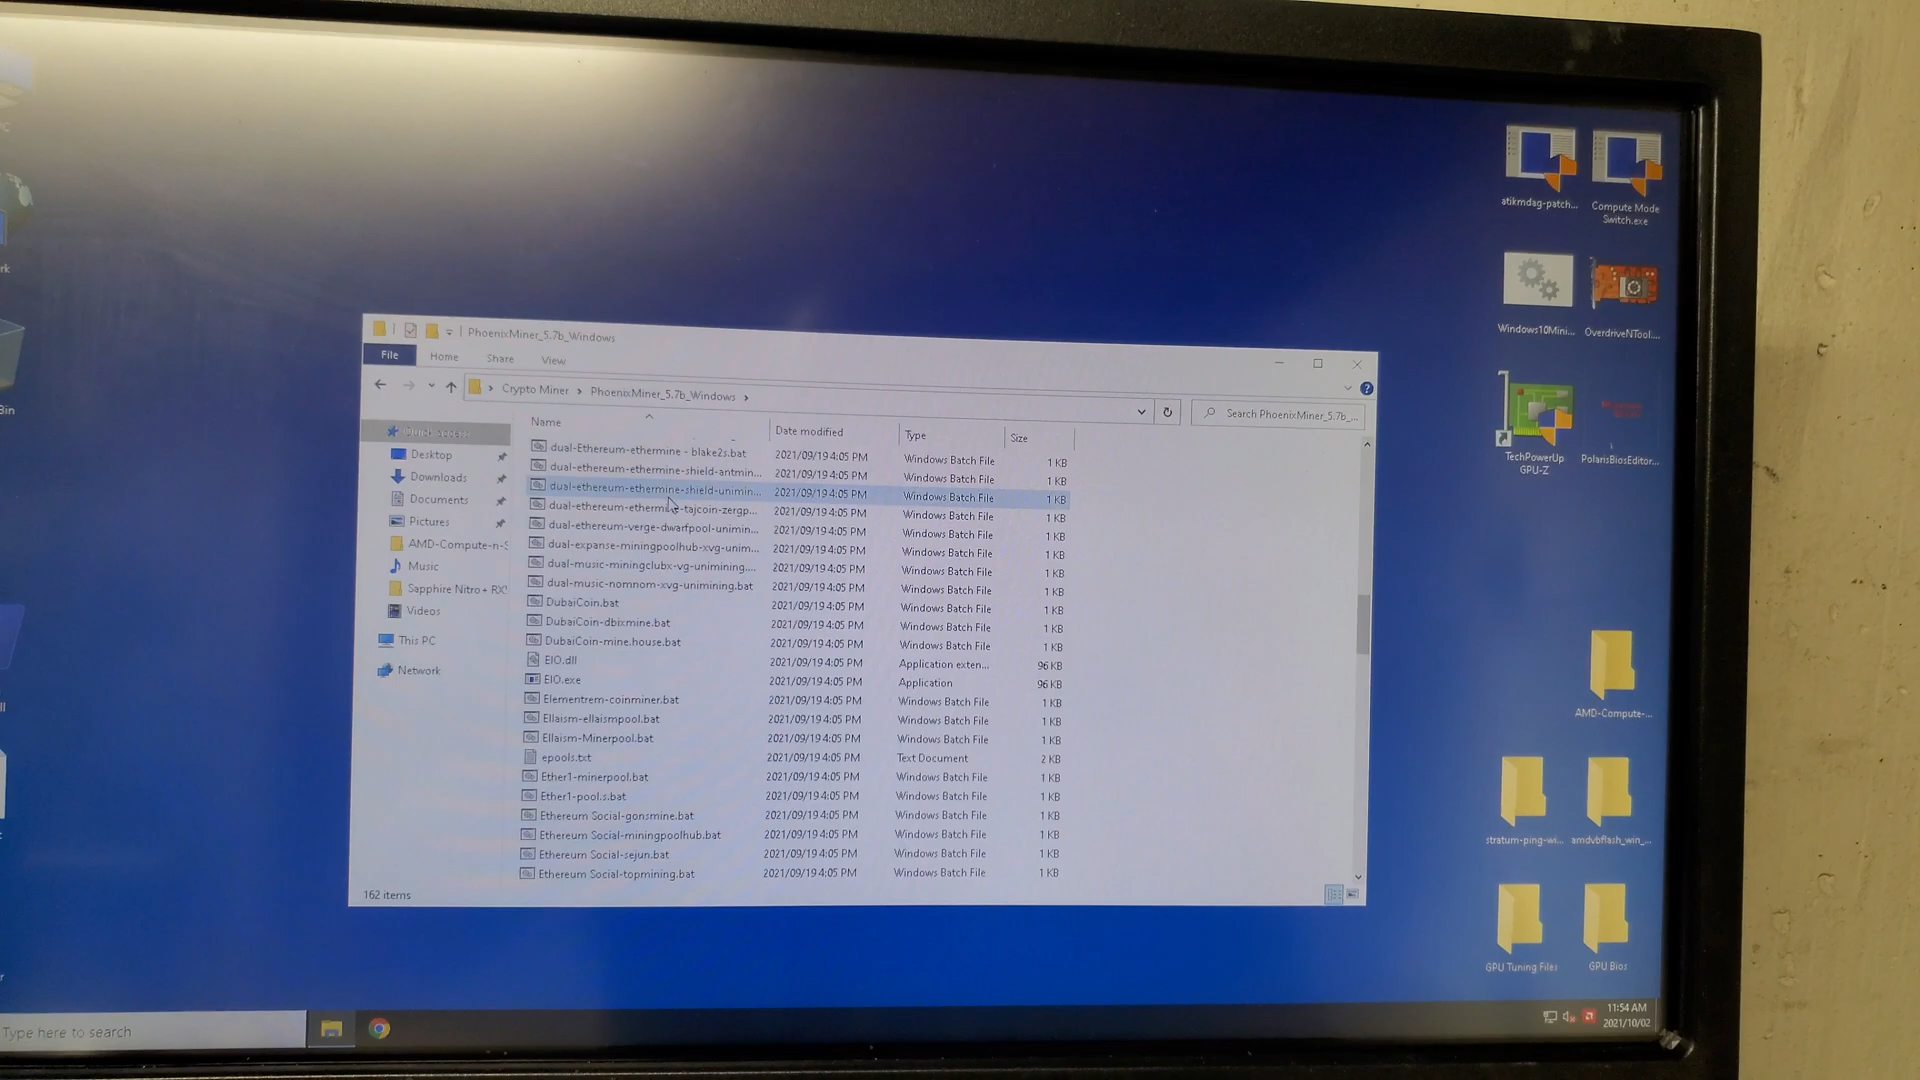 atikmdag-patch...
Compute Mode
Switch.exe
Windows10Mini...
OverdriveNTool....
TechPowerUp
GPU-Z
PolarisBiosEditor...
PhoenixMiner_5.7b_Windows
File
Home
Share
View
Crypto Miner > PhoenixMiner_5.7b_Windows >
Search PhoenixMiner_5.7b_...
Quick access
Desktop
Downloads
Documents
Pictures
AMD-Compute-n-S
Music
Sapphire Nitro + RX
Videos
This PC
Network
Name Date modified Type Size
dual-Ethereum-ethermine - blake2s.bat 2021/09/19 4:05 PM Windows Batch File 1 KB
dual-ethereum-ethermine-shield-antmin... 2021/09/19 4:05 PM Windows Batch File 1 KB
dual-ethereum-ethermine-shield-unimin... 2021/09/19 4:05 PM Windows Batch File 1 KB
dual-ethereum-ethermine-tajcoin-zergp... 2021/09/19 4:05 PM Windows Batch File 1 KB
dual-ethereum-verge-dwarfpool-unimin... 2021/09/19 4:05 PM Windows Batch File 1 KB
dual-expanse-miningpoolhub-xvg-unim... 2021/09/19 4:05 PM Windows Batch File 1 KB
dual-music-miningclubx-vg-unimining.... 2021/09/19 4:05 PM Windows Batch File 1 KB
dual-music-nomnom-xvg-unimining.bat 2021/09/19 4:05 PM Windows Batch File 1 KB
DubaiCoin.bat 2021/09/19 4:05 PM Windows Batch File 1 KB
DubaiCoin-dbixmine.bat 2021/09/19 4:05 PM Windows Batch File 1 KB
DubaiCoin-mine.house.bat 2021/09/19 4:05 PM Windows Batch File 1 KB
EIO.dll 2021/09/19 4:05 PM Application exten... 96 KB
EIO.exe 2021/09/19 4:05 PM Application 96 KB
Elementrem-coinminer.bat 2021/09/19 4:05 PM Windows Batch File 1 KB
Ellaism-ellaismpool.bat 2021/09/19 4:05 PM Windows Batch File 1 KB
Ellaism-Minerpool.bat 2021/09/19 4:05 PM Windows Batch File 1 KB
epools.txt 2021/09/19 4:05 PM Text Document 2 KB
Ether1-minerpool.bat 2021/09/19 4:05 PM Windows Batch File 1 KB
Ether1-pool.s.bat 2021/09/19 4:05 PM Windows Batch File 1 KB
Ethereum Social-gonsmine.bat 2021/09/19 4:05 PM Windows Batch File 1 KB
Ethereum Social-miningpoolhub.bat 2021/09/19 4:05 PM Windows Batch File 1 KB
Ethereum Social-sejun.bat 2021/09/19 4:05 PM Windows Batch File 1 KB
Ethereum Social-topmining.bat 2021/09/19 4:05 PM Windows Batch File 1 KB
162 items
AMD-Compute-...
stratum-ping-wi...
amdvbflash_win_...
GPU Tuning Files
GPU Bios
Type here to search
11:54 AM
2021/10/02